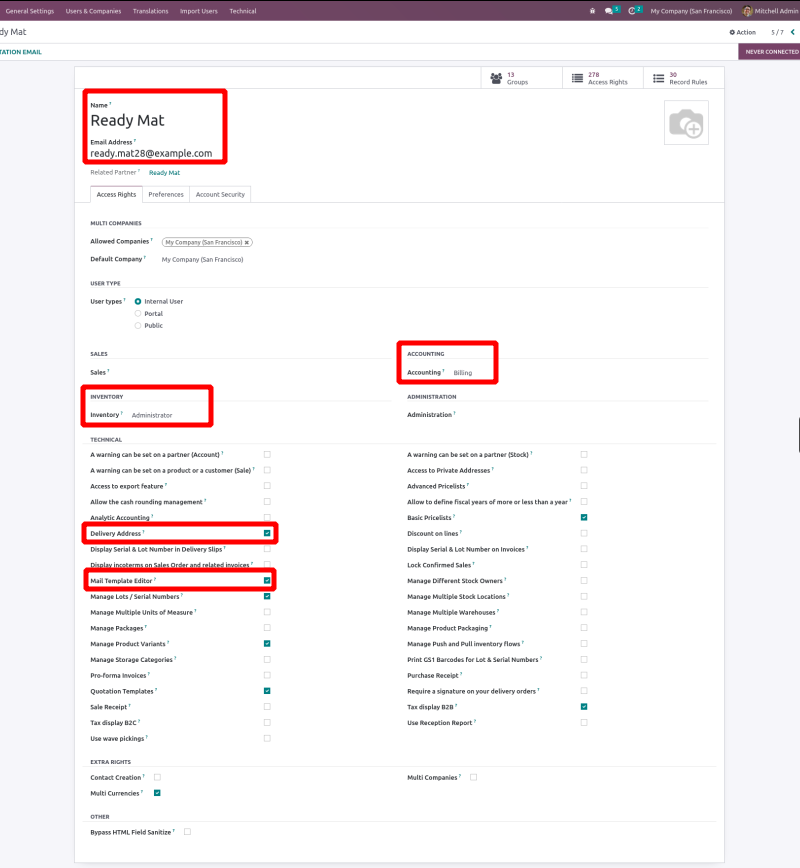 General Settings Users & Companies Translations Import Users Technical 5 2 My Company (San Francisco) Mitchell Admin
dy Mat Action 5 / 7
TATION EMAIL NEVER CONNECTED
13 Groups 278 Access Rights 30 Record Rules
Name ?
Ready Mat
Email Address ?
ready.mat28@example.com
Related Partner ? Ready Mat
Access Rights Preferences Account Security
MULTI COMPANIES
Allowed Companies ? My Company (San Francisco) ×
Default Company ? My Company (San Francisco)
USER TYPE
User types ? Internal User
Portal
Public
SALES ACCOUNTING
Sales ? Accounting ? Billing
INVENTORY ADMINISTRATION
Inventory ? Administrator Administration ?
TECHNICAL
A warning can be set on a partner (Account) ? A warning can be set on a partner (Stock) ?
A warning can be set on a product or a customer (Sale) ? Access to Private Addresses ?
Access to export feature ? Advanced Pricelists ?
Allow the cash rounding management ? Allow to define fiscal years of more or less than a year ?
Analytic Accounting ? Basic Pricelists ?
Delivery Address ? Discount on lines ?
Display Serial & Lot Number in Delivery Slips ? Display Serial & Lot Number on Invoices ?
Display incoterms on Sales Order and related invoices ? Lock Confirmed Sales ?
Mail Template Editor ? Manage Different Stock Owners ?
Manage Lots / Serial Numbers ? Manage Multiple Stock Locations ?
Manage Multiple Units of Measure ? Manage Multiple Warehouses ?
Manage Packages ? Manage Product Packaging ?
Manage Product Variants ? Manage Push and Pull inventory flows ?
Manage Storage Categories ? Print GS1 Barcodes for Lot & Serial Numbers ?
Pro-forma Invoices ? Purchase Receipt ?
Quotation Templates ? Require a signature on your delivery orders ?
Sale Receipt ? Tax display B2B ?
Tax display B2C ? Use Reception Report ?
Use wave pickings ?
EXTRA RIGHTS
Contact Creation ? Multi Companies ?
Multi Currencies ?
OTHER
Bypass HTML Field Sanitize ?